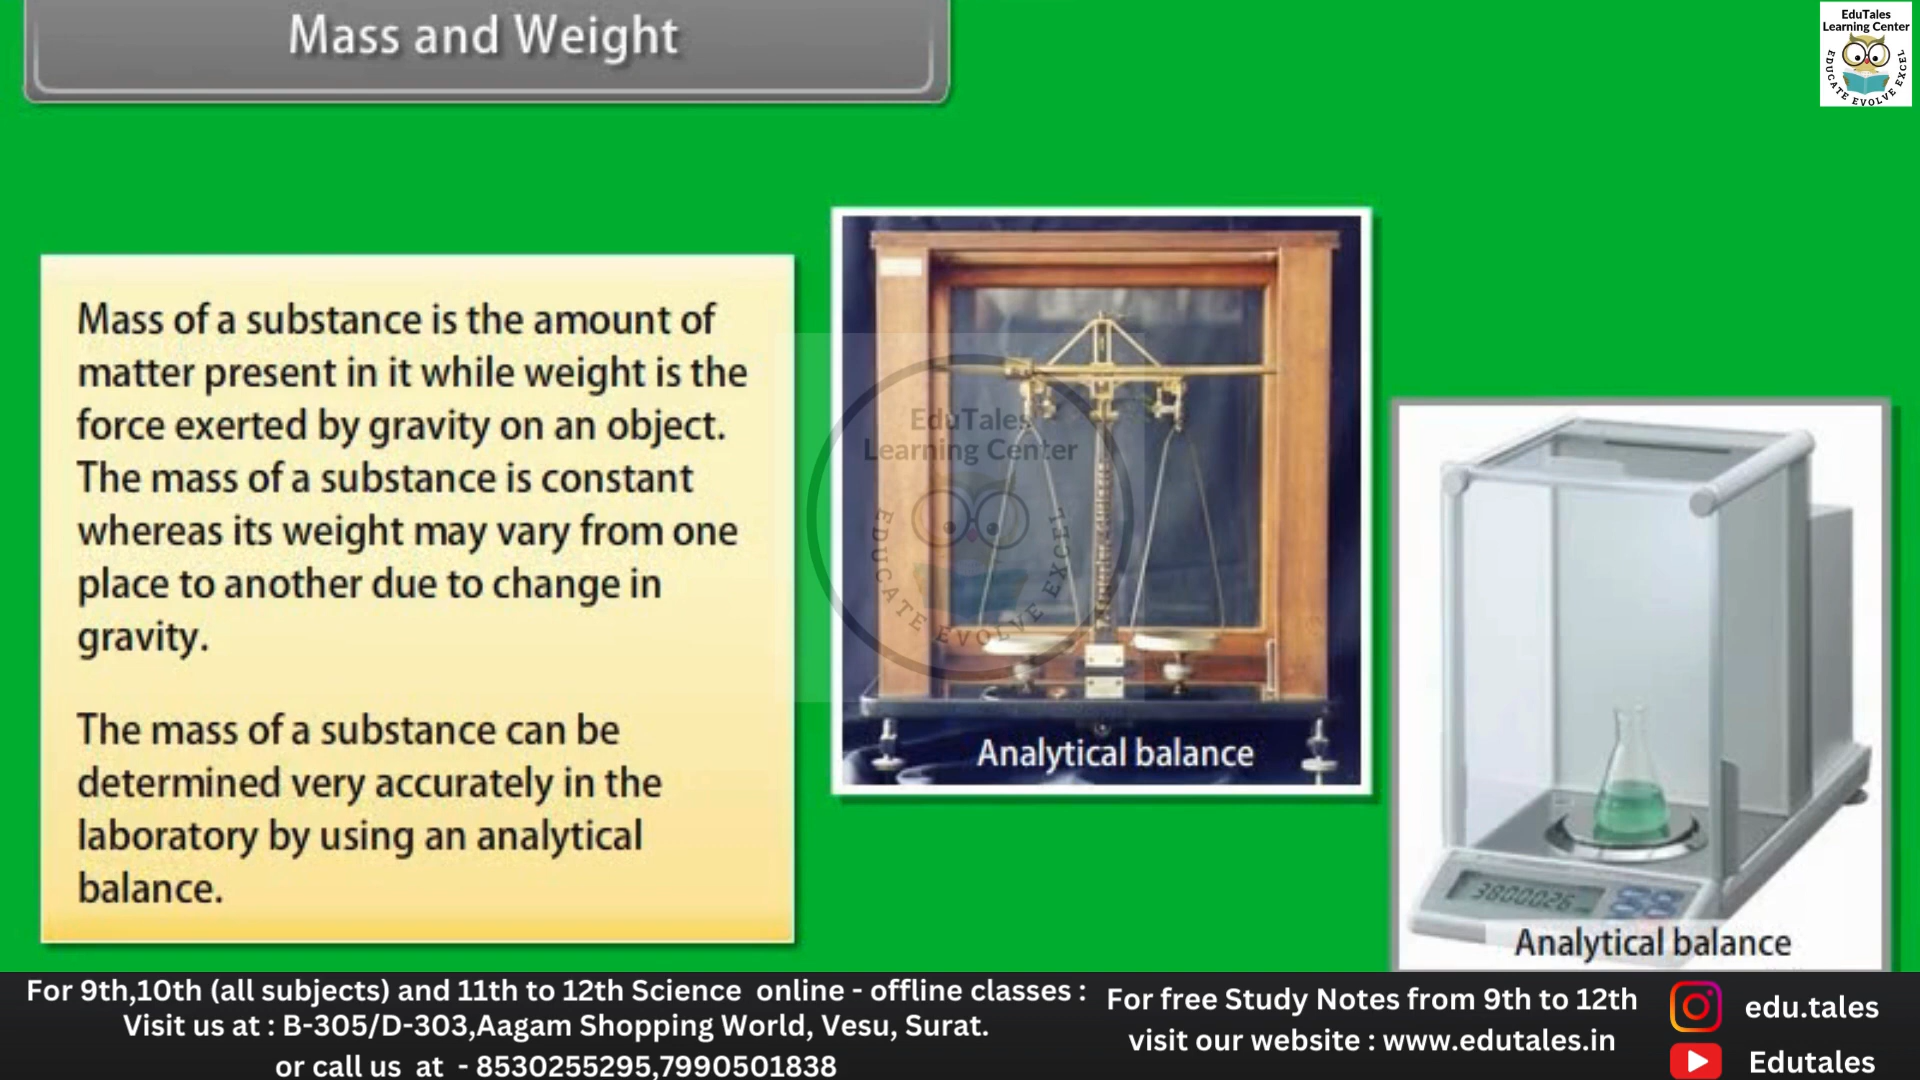 Mass and Weight
EduTales
Learning Center
EDUCATE EVOLVE EXCEL
Mass of a substance is the amount of
matter present in it while weight is the
force exerted by gravity on an object.
The mass of a substance is constant
whereas its weight may vary from one
place to another due to change in
gravity.
The mass of a substance can be
determined very accurately in the
laboratory by using an analytical
balance.
EduTales
Learning Center
EDUCATE EVOLVE EXCEL
Analytical balance
Analytical balance
For 9th,10th (all subjects) and 11th to 12th Science online - offline classes :
Visit us at : B-305/D-303,Aagam Shopping World, Vesu, Surat.
or call us at - 8530255295,7990501838
For free Study Notes from 9th to 12th
visit our website : www.edutales.in
edu.tales
Edutales